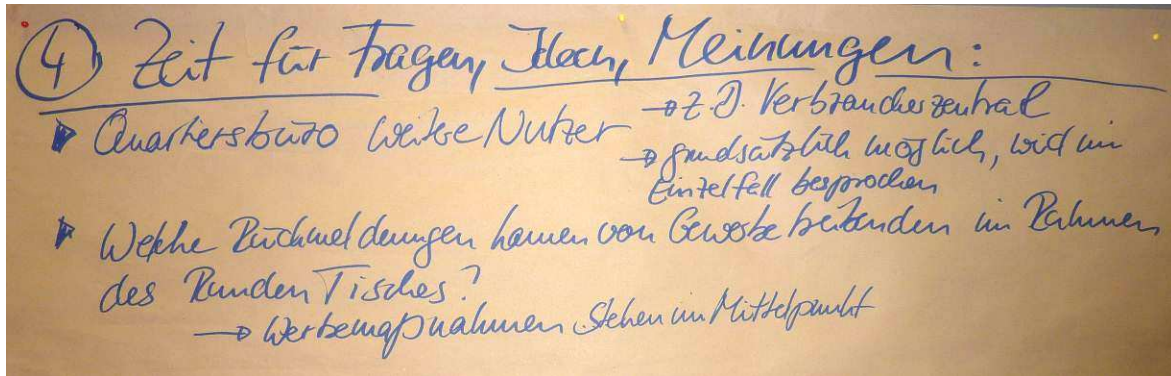 ④ Zeit für Fragen, Ideen, Meinungen:
▶ Quartiersbüro weitere Nutzer → z.B. Verbraucherzentral
→ grundsätzlich möglich, wird im
Einzelfall besprochen
▶ Welche Rückmeldungen kamen von Gewerbetreibenden im Rahmen
des Runden Tisches?
→ Werbemaßnahmen stehen im Mittelpunkt